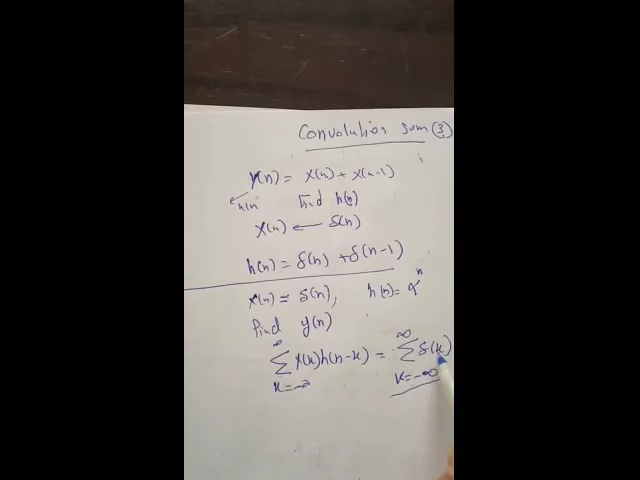 Convolution sum (3)
y(n) = x(n) + x(n-1)
h(n) Find h(n)
x(n) ← δ(n)
h(n) = δ(n) + δ(n-1)
x(n) = δ(n), h(n) = α^n
find y(n)
∞ ∑ k=-∞ x(k)h(n-k) = ∞ ∑ k=-∞ δ(k)